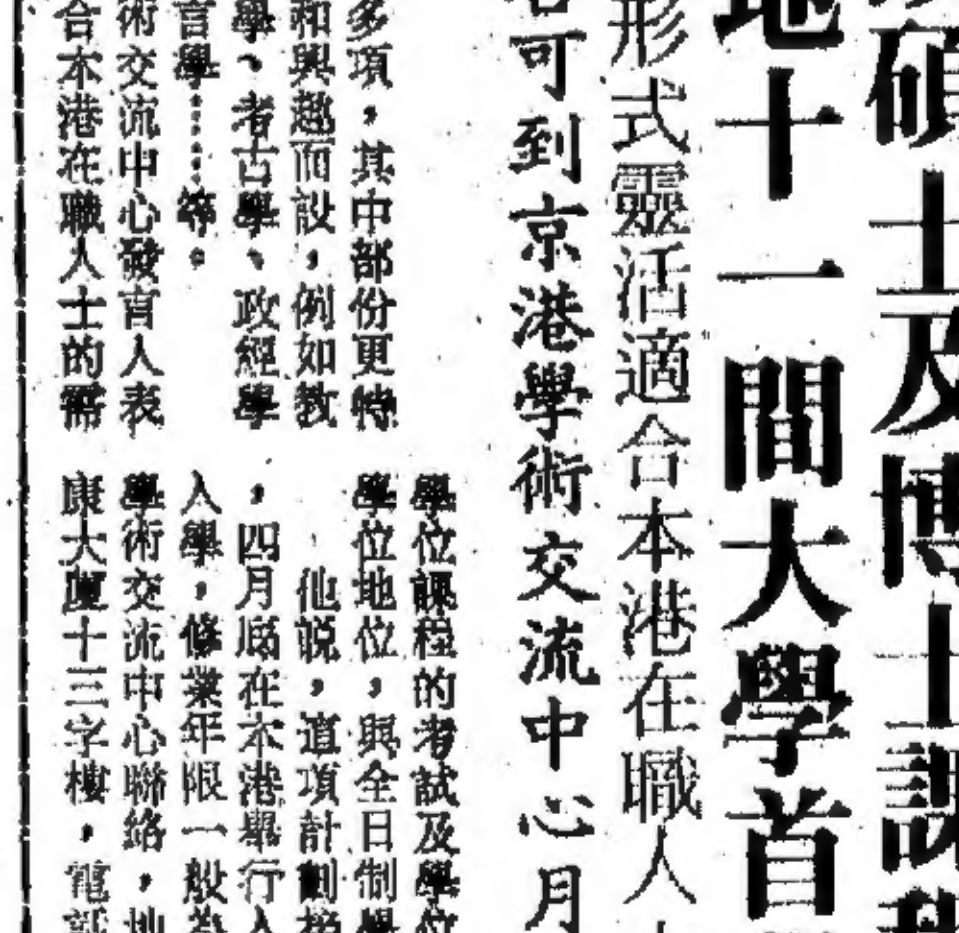 碩士及博士課
地十一間大學首
形式靈活適合本港在職人
可到京港學術交流中心月
多項，其中部份更特
和興趣而設，例如教
學、考古學、政經學
言學……等。
術交流中心發言人表
合本港在職人士的需
學位課程的考試及學位
學位地位，與全日制學
他說，這項計劃
，四月底在本港舉行入
入學，修業年限一般為
學術交流中心聯絡，地
康大廈十三字樓，電話